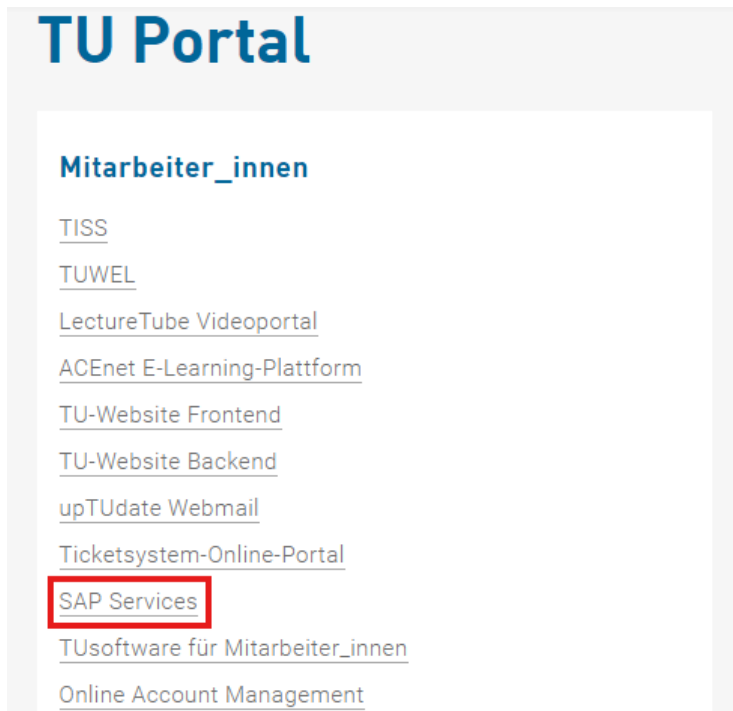 TU Portal
Mitarbeiter_innen
TISS
TUWEL
LectureTube Videoportal
ACEnet E-Learning-Plattform
TU-Website Frontend
TU-Website Backend
upTUdate Webmail
Ticketsystem-Online-Portal
SAP Services
TUsoftware für Mitarbeiter_innen
Online Account Management